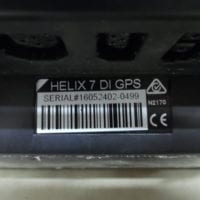 HELIX 7 DI GPS
SERIAL#16052402-0499
N2170
CE